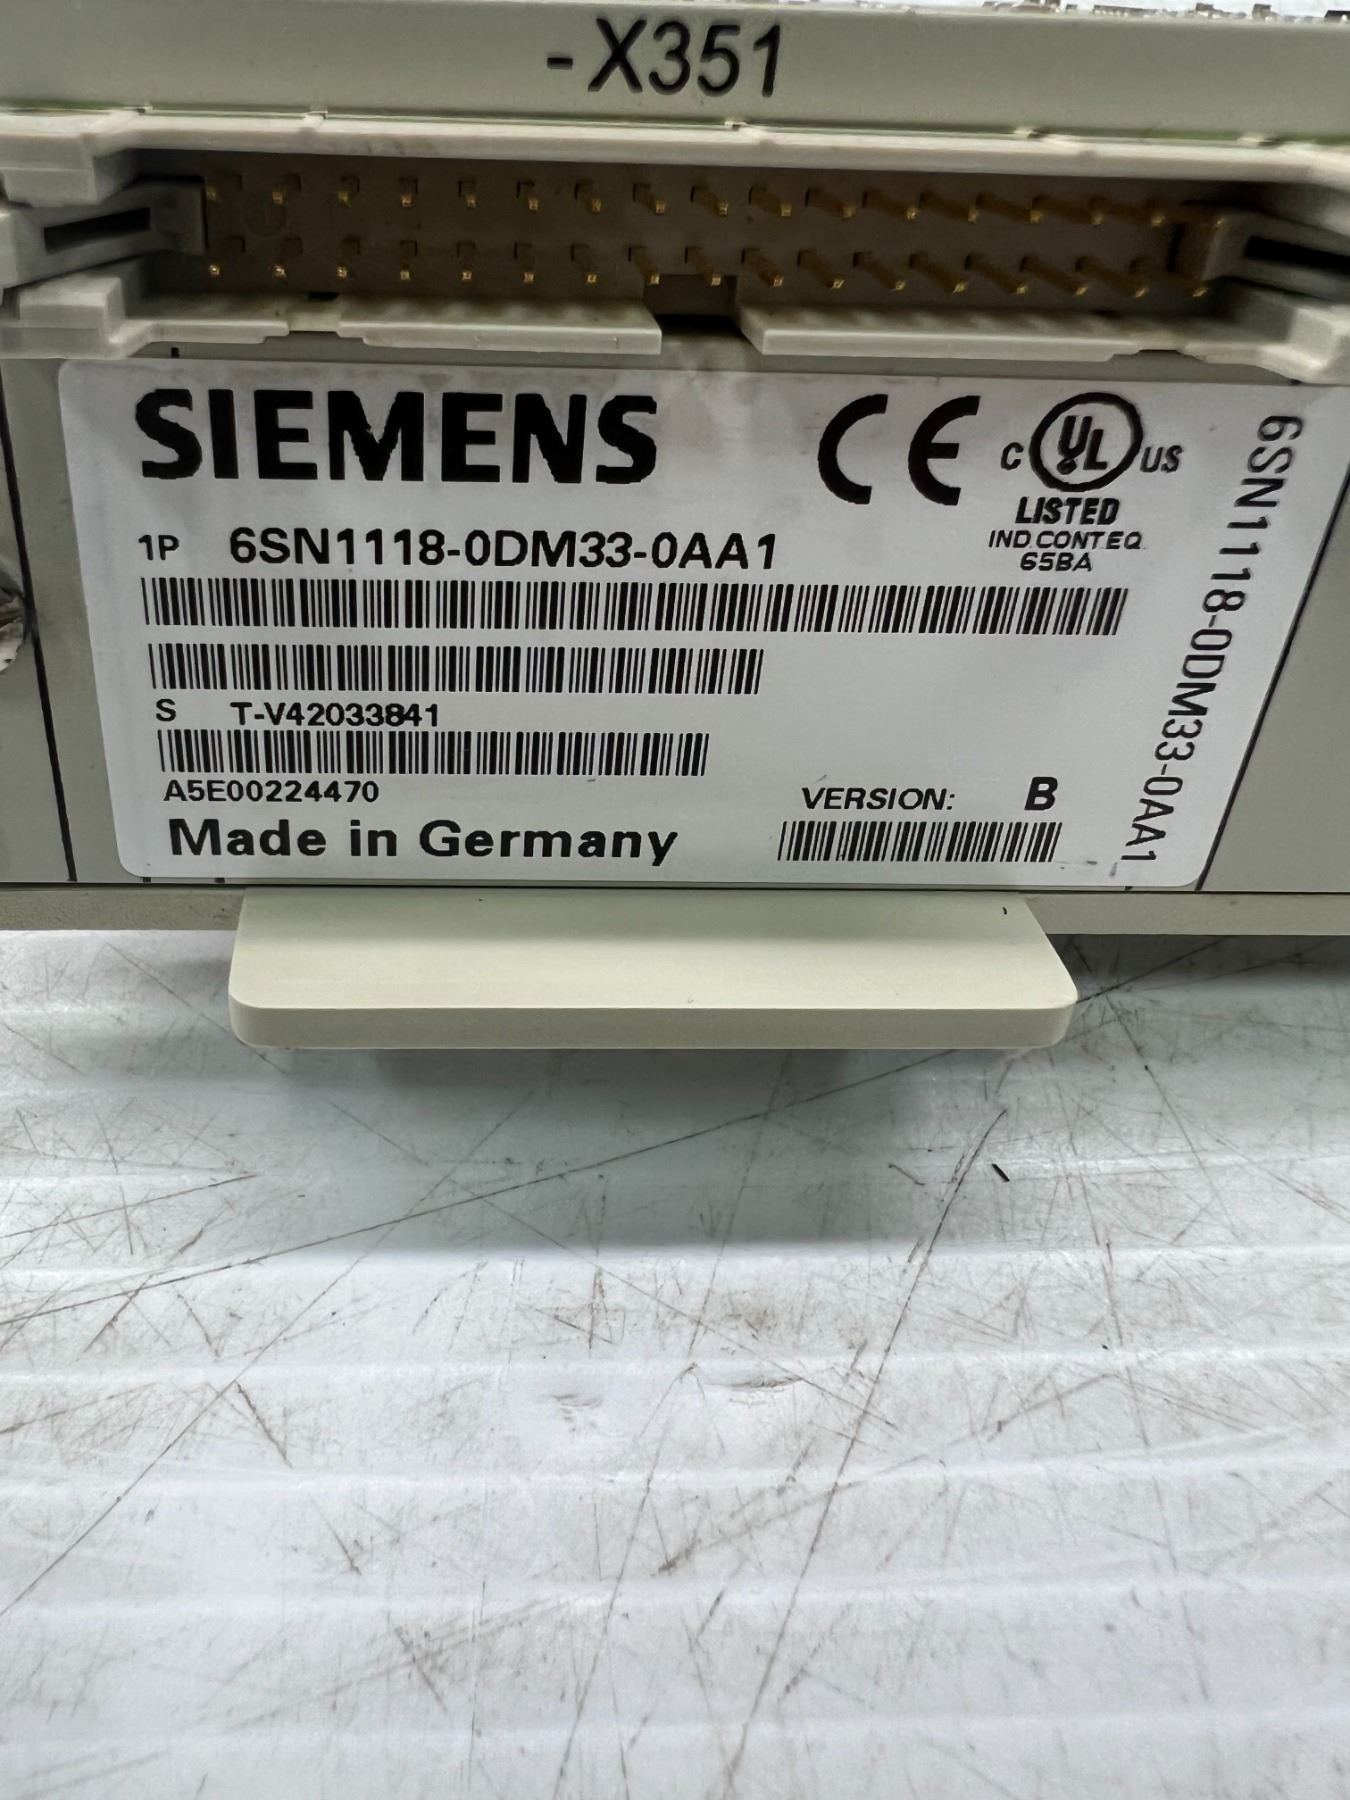 -X351
SIEMENS
CE
C UL US
LISTED
IND.CONT.EQ.
65BA
1P 6SN1118-0DM33-0AA1
S T-V42033841
A5E00224470
VERSION: B
Made in Germany
6SN1118-0DM33-0AA1